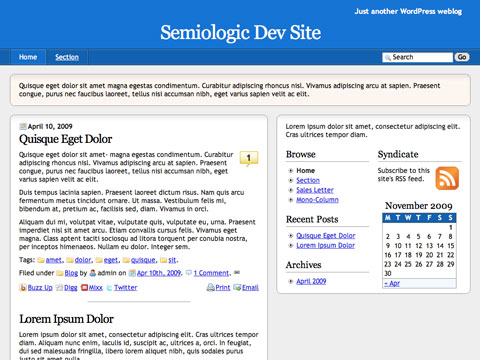 Just another WordPress weblog
Semiologic Dev Site
Home
Section
Search
Go
Quisque eget dolor sit amet magna egestas condimentum. Curabitur adipiscing rhoncus nisl. Vivamus adipiscing arcu at sapien. Praesent
congue, purus nec faucibus laoreet, tellus nisi accumsan nibh, eget varius sapien velit ac elit.
April 10, 2009
Quisque Eget Dolor
1
Quisque eget dolor sit amet- magna egestas condimentum. Curabitur
adipiscing rhoncus nisl. Vivamus adipiscing arcu at sapien. Praesent
congue, purus nec faucibus laoreet, tellus nisi accumsan nibh, eget
varius sapien velit ac elit.
Duis tempus lacinia sapien. Praesent laoreet dictum risus. Nam quis arcu
fermentum metus tincidunt ornare. Ut massa. Vestibulum felis mi,
bibendum at, pretium ac, facilisis sed, diam. Vivamus in orci.
Aliquam dui mi, volutpat vitae, vulputate quis, vulputate eu, urna. Praesent
imperdiet nisi sit amet arcu. Etiam convallis cursus felis. Vivamus eget
magna. Class aptent taciti sociosqu ad litora torquent per conubia nostra,
per inceptos himenaeos. Nullam eu dolor. Integer sem.
Tags: amet, dolor, eget, quisque, sit.
Filed under Blog by admin on Apr 10th, 2009. 1 Comment.
Buzz Up Digg Mixx Twitter Print Email
Lorem Ipsum Dolor
Lorem ipsum dolor sit amet, consectetur adipiscing elit. Cras ultrices
tempor diam. Aliquam nunc enim, iaculis id, suscipit ac, ultrices a, orci. In feugiat,
dui sed malesuada fringilla, libero lorem aliquet nibh, quis sodales purus
justo sit amet nulla.
Lorem ipsum dolor sit amet, consectetur adipiscing elit.
Cras ultrices tempor diam.
Browse
Home
Section
Sales Letter
Mono-Column
Recent Posts
Quisque Eget Dolor
Lorem Ipsum Dolor
Archives
April 2009
Syndicate
Subscribe to this
site's RSS feed.
November 2009
M T W T F S S
1
2 3 4 5 6 7 8
9 10 11 12 13 14 15
16 17 18 19 20 21 22
23 24 25 26 27 28 29
30
« Apr